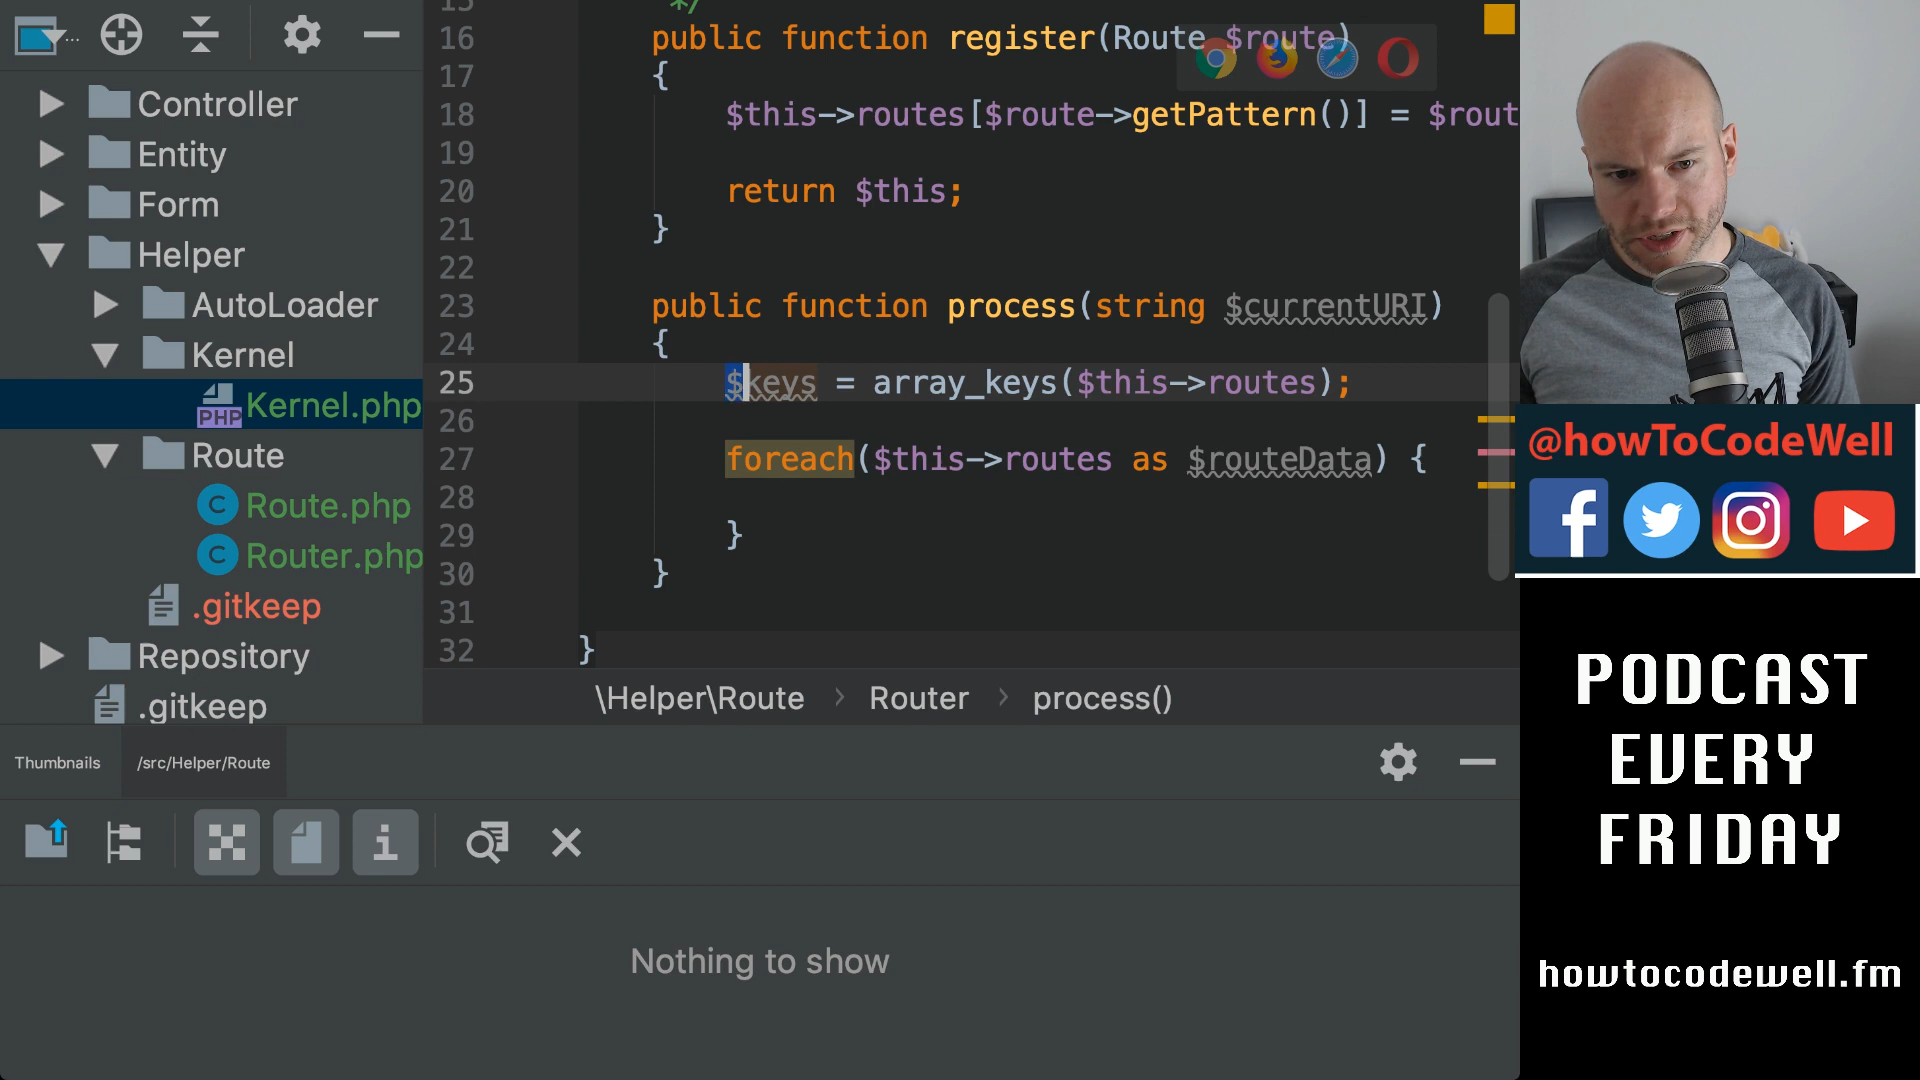 ...
Controller
Entity
Form
Helper
AutoLoader
Kernel
PHP Kernel.php
Route
C Route.php
C Router.php
.gitkeep
Repository
.gitkeep
15 */
16 public function register(Route $route)
17 {
18 $this->routes[$route->getPattern()] = $rout
19
20 return $this;
21 }
22
23 public function process(string $currentURI)
24 {
25 $keys = array_keys($this->routes);
26
27 foreach($this->routes as $routeData) {
28
29 }
30 }
31
32 }
\Helper\Route › Router › process()
Thumbnails /src/Helper/Route
Nothing to show
@howToCodeWell
PODCAST
EVERY
FRIDAY
howtocodewell.fm